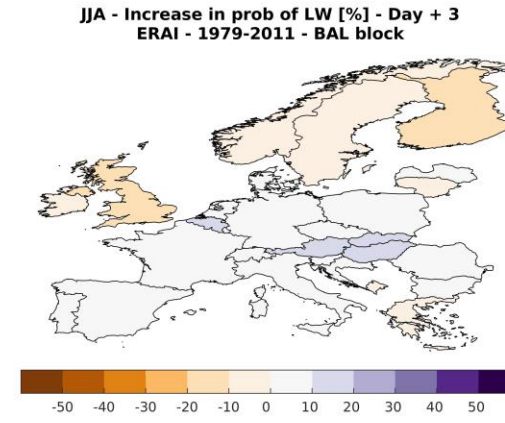 JJA - Increase in prob of LW [%] - Day + 3
ERAI - 1979-2011 - BAL block
-50 -40 -30 -20 -10 0 10 20 30 40 50